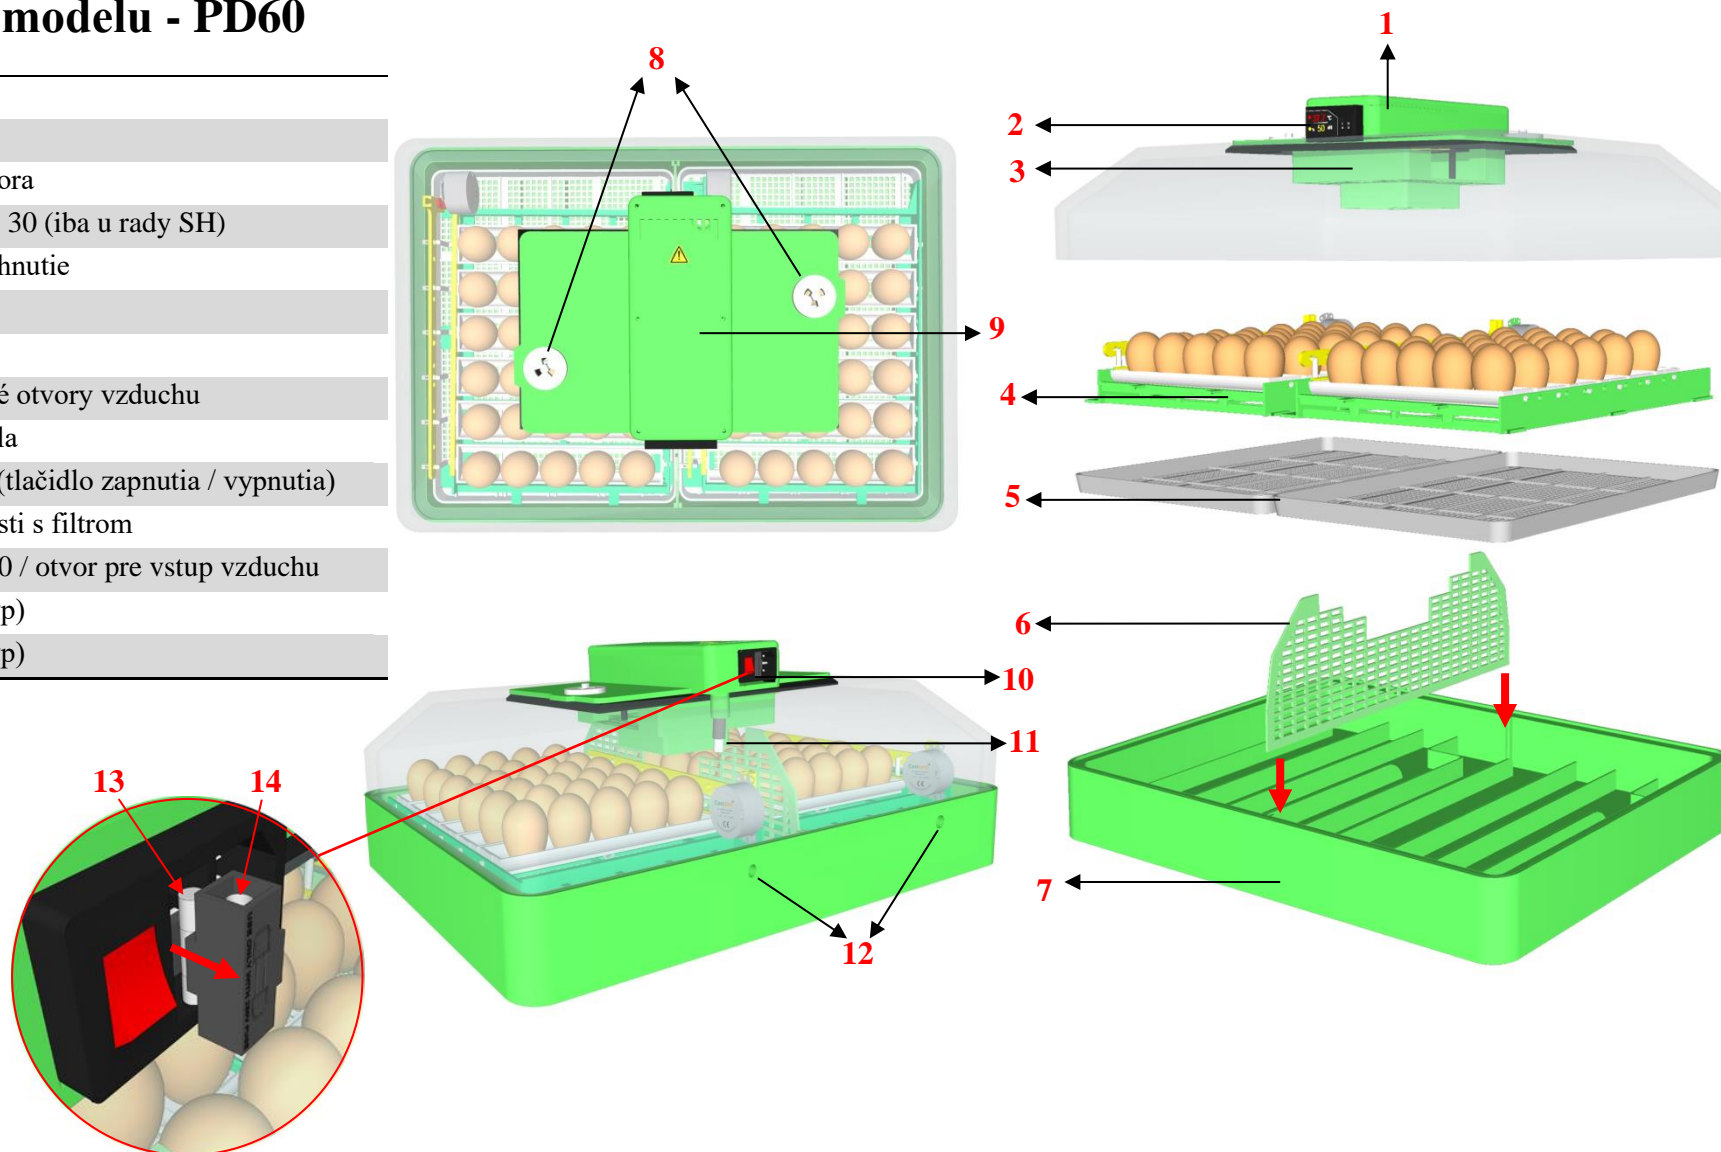 modelu - PD60
ora
30 (iba u rady SH)
hnutie
é otvory vzduchu
la
(tlačidlo zapnutia / vypnutia)
sti s filtrom
0 / otvor pre vstup vzduchu
p)
p)
8
9
1
2
3
4
5
6
7
10
11
12
13
14
50